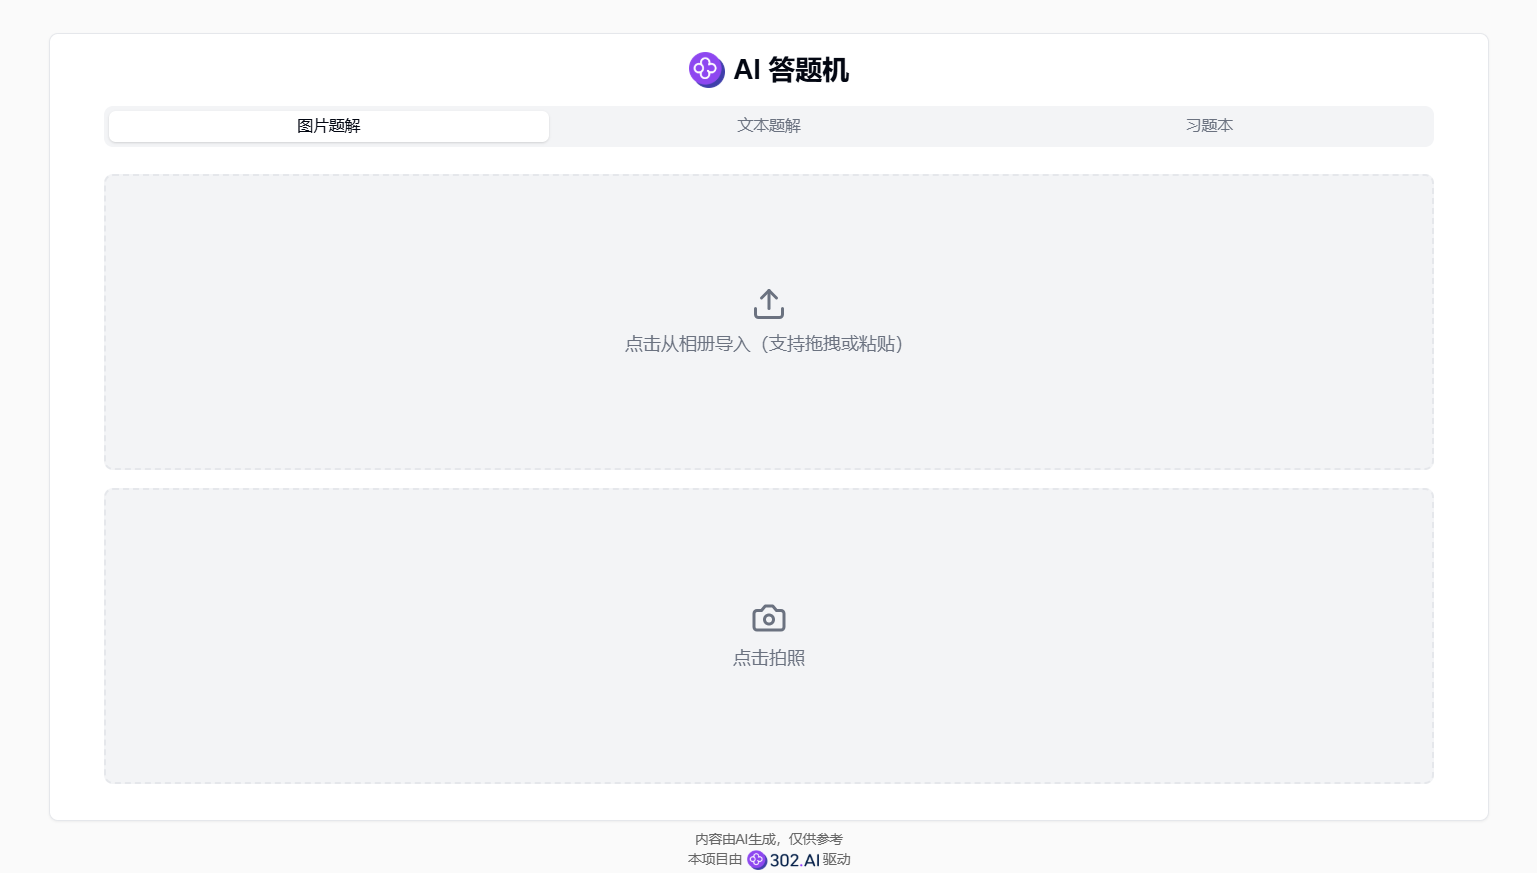 AI 答题机
图片题解
文本题解
习题本
点击从相册导入（支持拖拽或粘贴）
点击拍照
内容由AI生成，仅供参考
本项目由 302.AI 驱动